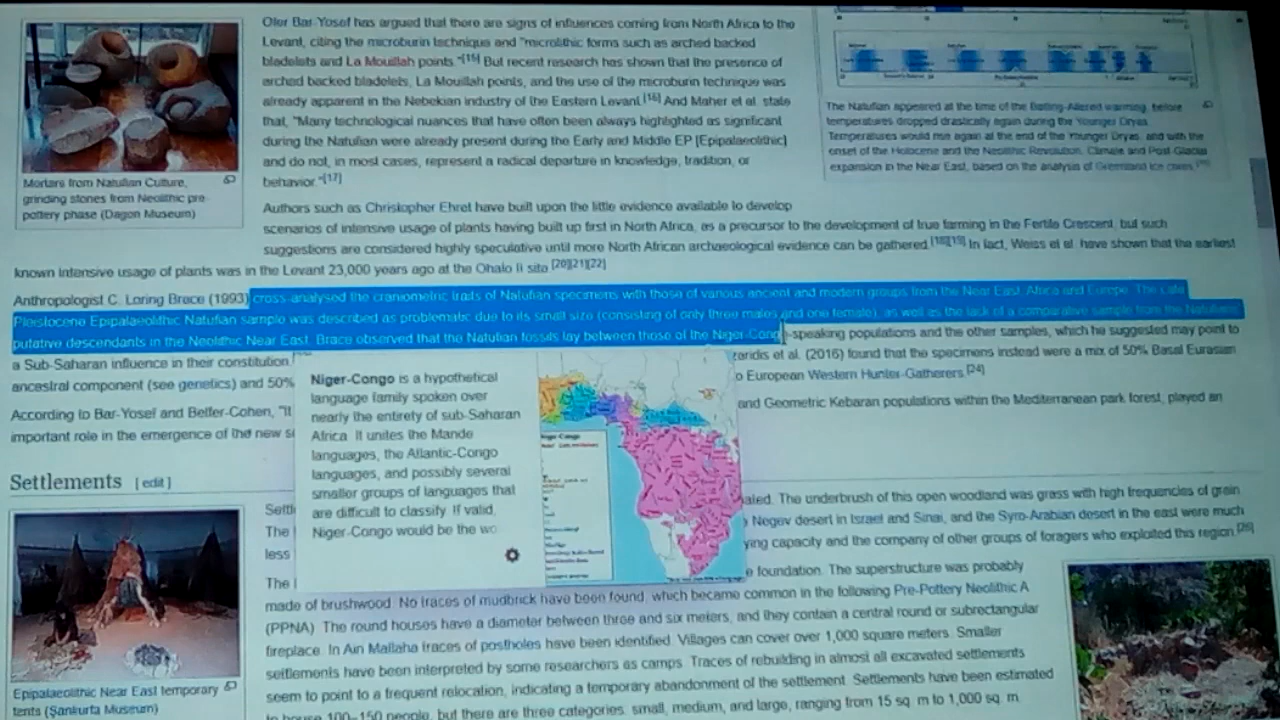 Ofer Bar-Yosef has argued that there are signs of influences coming from North Africa to the
Levant, citing the microburin technique and "microlithic forms such as arched backed
bladelets and La Mouillah points."[15] But recent research has shown that the presence of
arched backed bladelets, La Mouillah points, and the use of the microburin technique was
already apparent in the Nebekian industry of the Eastern Levant.[16] And Maher et al. state
that, "Many technological nuances that have often been always highlighted as significant
during the Natufian were already present during the Early and Middle EP [Epipalaeolithic]
and do not, in most cases, represent a radical departure in knowledge, tradition, or
behavior."[17]
Mortars from Natufian Culture,
grinding stones from Neolithic pre-
pottery phase (Dagon Museum)
The Natufian appeared at the time of the Bølling-Allerød warming, before
temperatures dropped drastically again during the Younger Dryas.
Temperatures would rise again at the end of the Younger Dryas, and with the
onset of the Holocene and the Neolithic Revolution. Climate and Post-Glacial
expansion in the Near East, based on the analysis of Greenland ice cores.
Authors such as Christopher Ehret have built upon the little evidence available to develop
scenarios of intensive usage of plants having built up first in North Africa, as a precursor to the development of true farming in the Fertile Crescent, but such
suggestions are considered highly speculative until more North African archaeological evidence can be gathered.[18][19] In fact, Weiss et al. have shown that the earliest
known intensive usage of plants was in the Levant 23,000 years ago at the Ohalo II site.[20][21][22]
Anthropologist C. Loring Brace (1993) cross-analysed the craniometric traits of Natufian specimens with those of various ancient and modern groups from the Near East, Africa and Europe. The Late
Pleistocene Epipalaeolithic Natufian sample was described as problematic due to its small size (consisting of only three males and one female), as well as the lack of a comparative sample from the Natufians'
putative descendants in the Neolithic Near East. Brace observed that the Natufian fossils lay between those of the Niger-Congo-speaking populations and the other samples, which he suggested may point to
a Sub-Saharan influence in their constitution. zaridis et al. (2016) found that the specimens instead were a mix of 50% Basal Eurasian
ancestral component (see genetics) and 50% o European Western Hunter-Gatherers.[24]
According to Bar-Yosef and Belfer-Cohen, "It and Geometric Kebaran populations within the Mediterranean park forest, played an
important role in the emergence of the new s
Niger-Congo is a hypothetical
language family spoken over
nearly the entirety of sub-Saharan
Africa. It unites the Mande
languages, the Atlantic-Congo
languages, and possibly several
smaller groups of languages that
are difficult to classify. If valid,
Niger-Congo would be the wo
Niger-Congo
Settlements [ edit ]
Settl ated. The underbrush of this open woodland was grass with high frequencies of grain
The Negev desert in Israel and Sinai, and the Syro-Arabian desert in the east were much
less ying capacity and the company of other groups of foragers who exploited this region.[26]
The e foundation. The superstructure was probably
made of brushwood. No traces of mudbrick have been found, which became common in the following Pre-Pottery Neolithic A
(PPNA). The round houses have a diameter between three and six meters, and they contain a central round or subrectangular
fireplace. In Ain Mallaha traces of postholes have been identified. Villages can cover over 1,000 square meters. Smaller
settlements have been interpreted by some researchers as camps. Traces of rebuilding in almost all excavated settlements
seem to point to a frequent relocation, indicating a temporary abandonment of the settlement. Settlements have been estimated
to house 100–150 people, but there are three categories: small, medium, and large, ranging from 15 sq. m to 1,000 sq. m
Epipalaeolithic Near East temporary
tents (Şanlıurfa Museum)